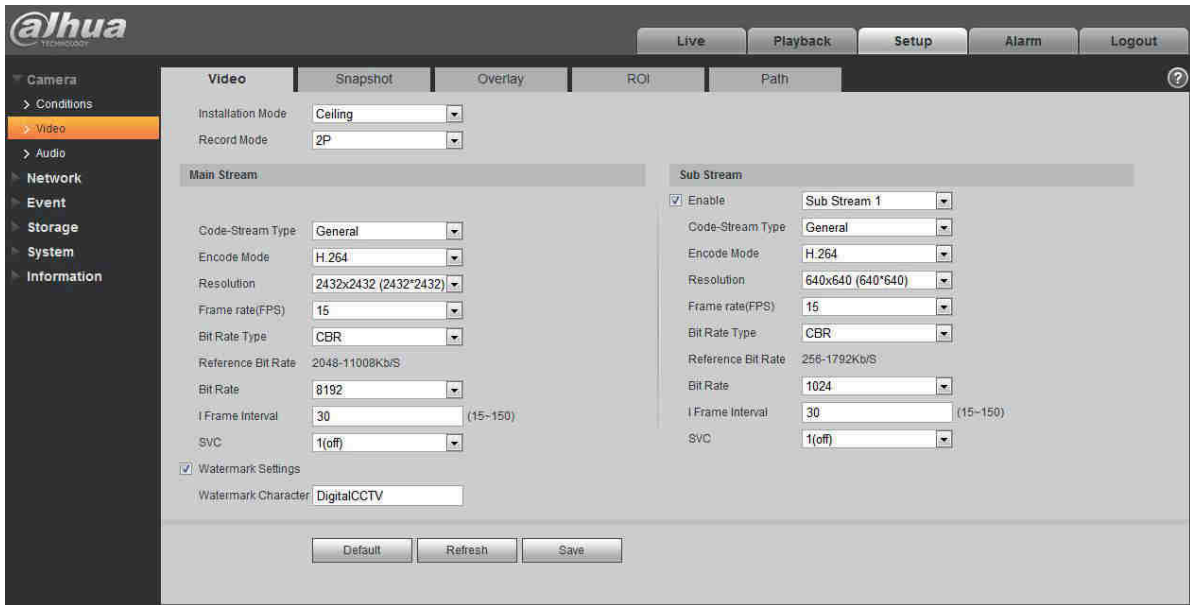 alhua
TECHNOLOGY
Live
Playback
Setup
Alarm
Logout
Camera
Conditions
Video
Audio
Network
Event
Storage
System
Information
Video
Snapshot
Overlay
ROI
Path
?
Installation Mode Ceiling
Record Mode 2P
Main Stream
Code-Stream Type General
Encode Mode H.264
Resolution 2432x2432 (2432*2432)
Frame rate(FPS) 15
Bit Rate Type CBR
Reference Bit Rate 2048-11008Kb/S
Bit Rate 8192
I Frame Interval 30 (15~150)
SVC 1(off)
Watermark Settings
Watermark Character DigitalCCTV
Sub Stream
Enable Sub Stream 1
Code-Stream Type General
Encode Mode H.264
Resolution 640x640 (640*640)
Frame rate(FPS) 15
Bit Rate Type CBR
Reference Bit Rate 256-1792Kb/S
Bit Rate 1024
I Frame Interval 30 (15~150)
SVC 1(off)
Default
Refresh
Save